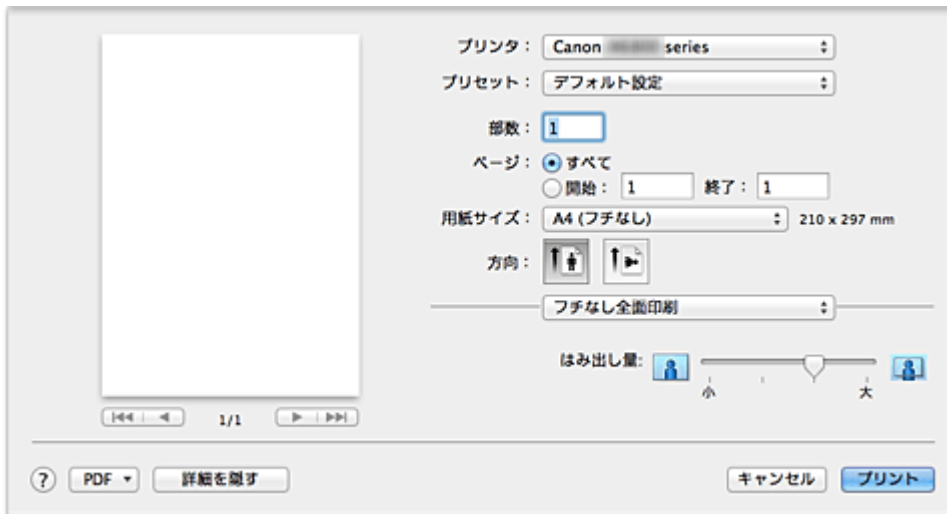 プリンタ： Canon series
プリセット： デフォルト設定
部数： 1
ページ： すべて
開始： 1 終了： 1
用紙サイズ： A4 (フチなし) 210 x 297 mm
方向：
フチなし全面印刷
はみ出し量:
小 大
1/1
? PDF 詳細を隠す キャンセル プリント